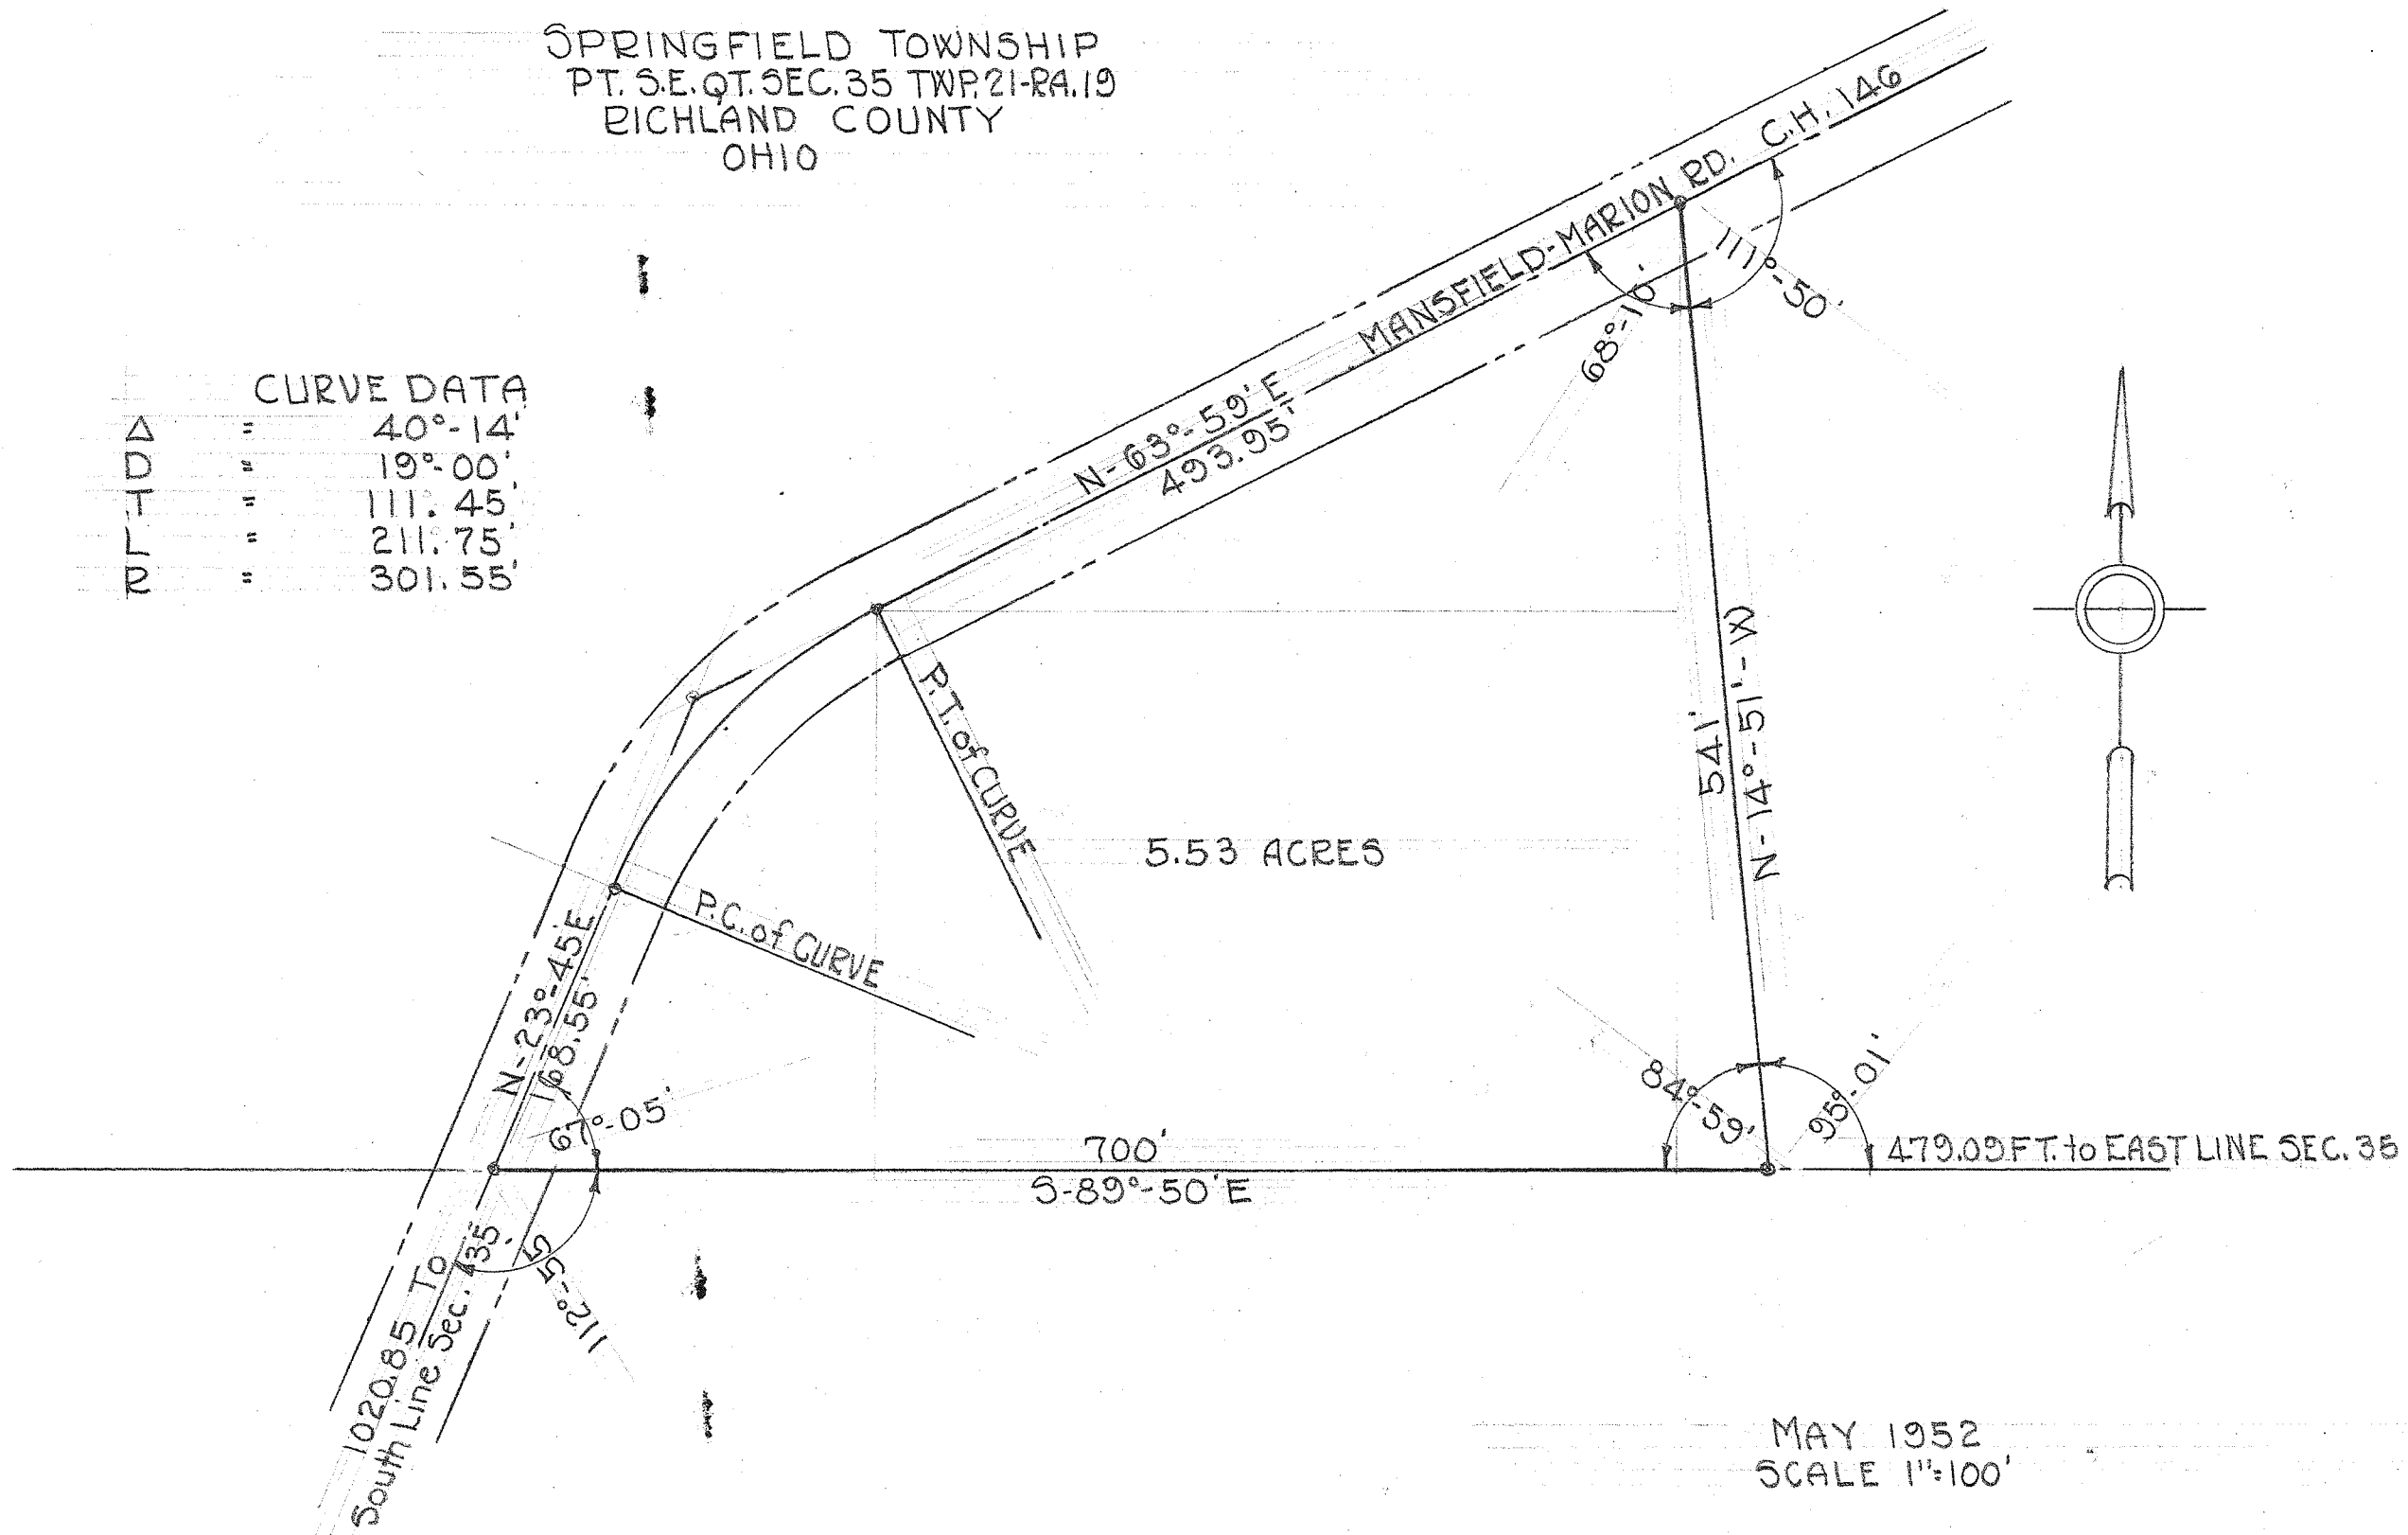 SPRINGFIELD TOWNSHIP
PT. S.E. QT. SEC. 35 TWP. 21-RA. 19
RICHLAND COUNTY
OHIO
MANSFIELD-MARION RD. C.H. 146
111°-50'
68°-10'
CURVE DATA
Δ = 40°-14'
D = 19°-00'
T = 111.45'
L = 211.75'
R = 301.55'
N-63°-59'E
493.95'
P.T. of CURVE
541'
N-14°-51'-W
5.53 ACRES
P.C. of CURVE
N-23°-45E
168.55'
67°-05'
84°-59'
95°-01'
700'
S-89°-50'E
479.09 FT. to EAST LINE SEC. 35
112°-55
1020.85 To
South Line Sec. 35
MAY 1952
SCALE 1"=100'